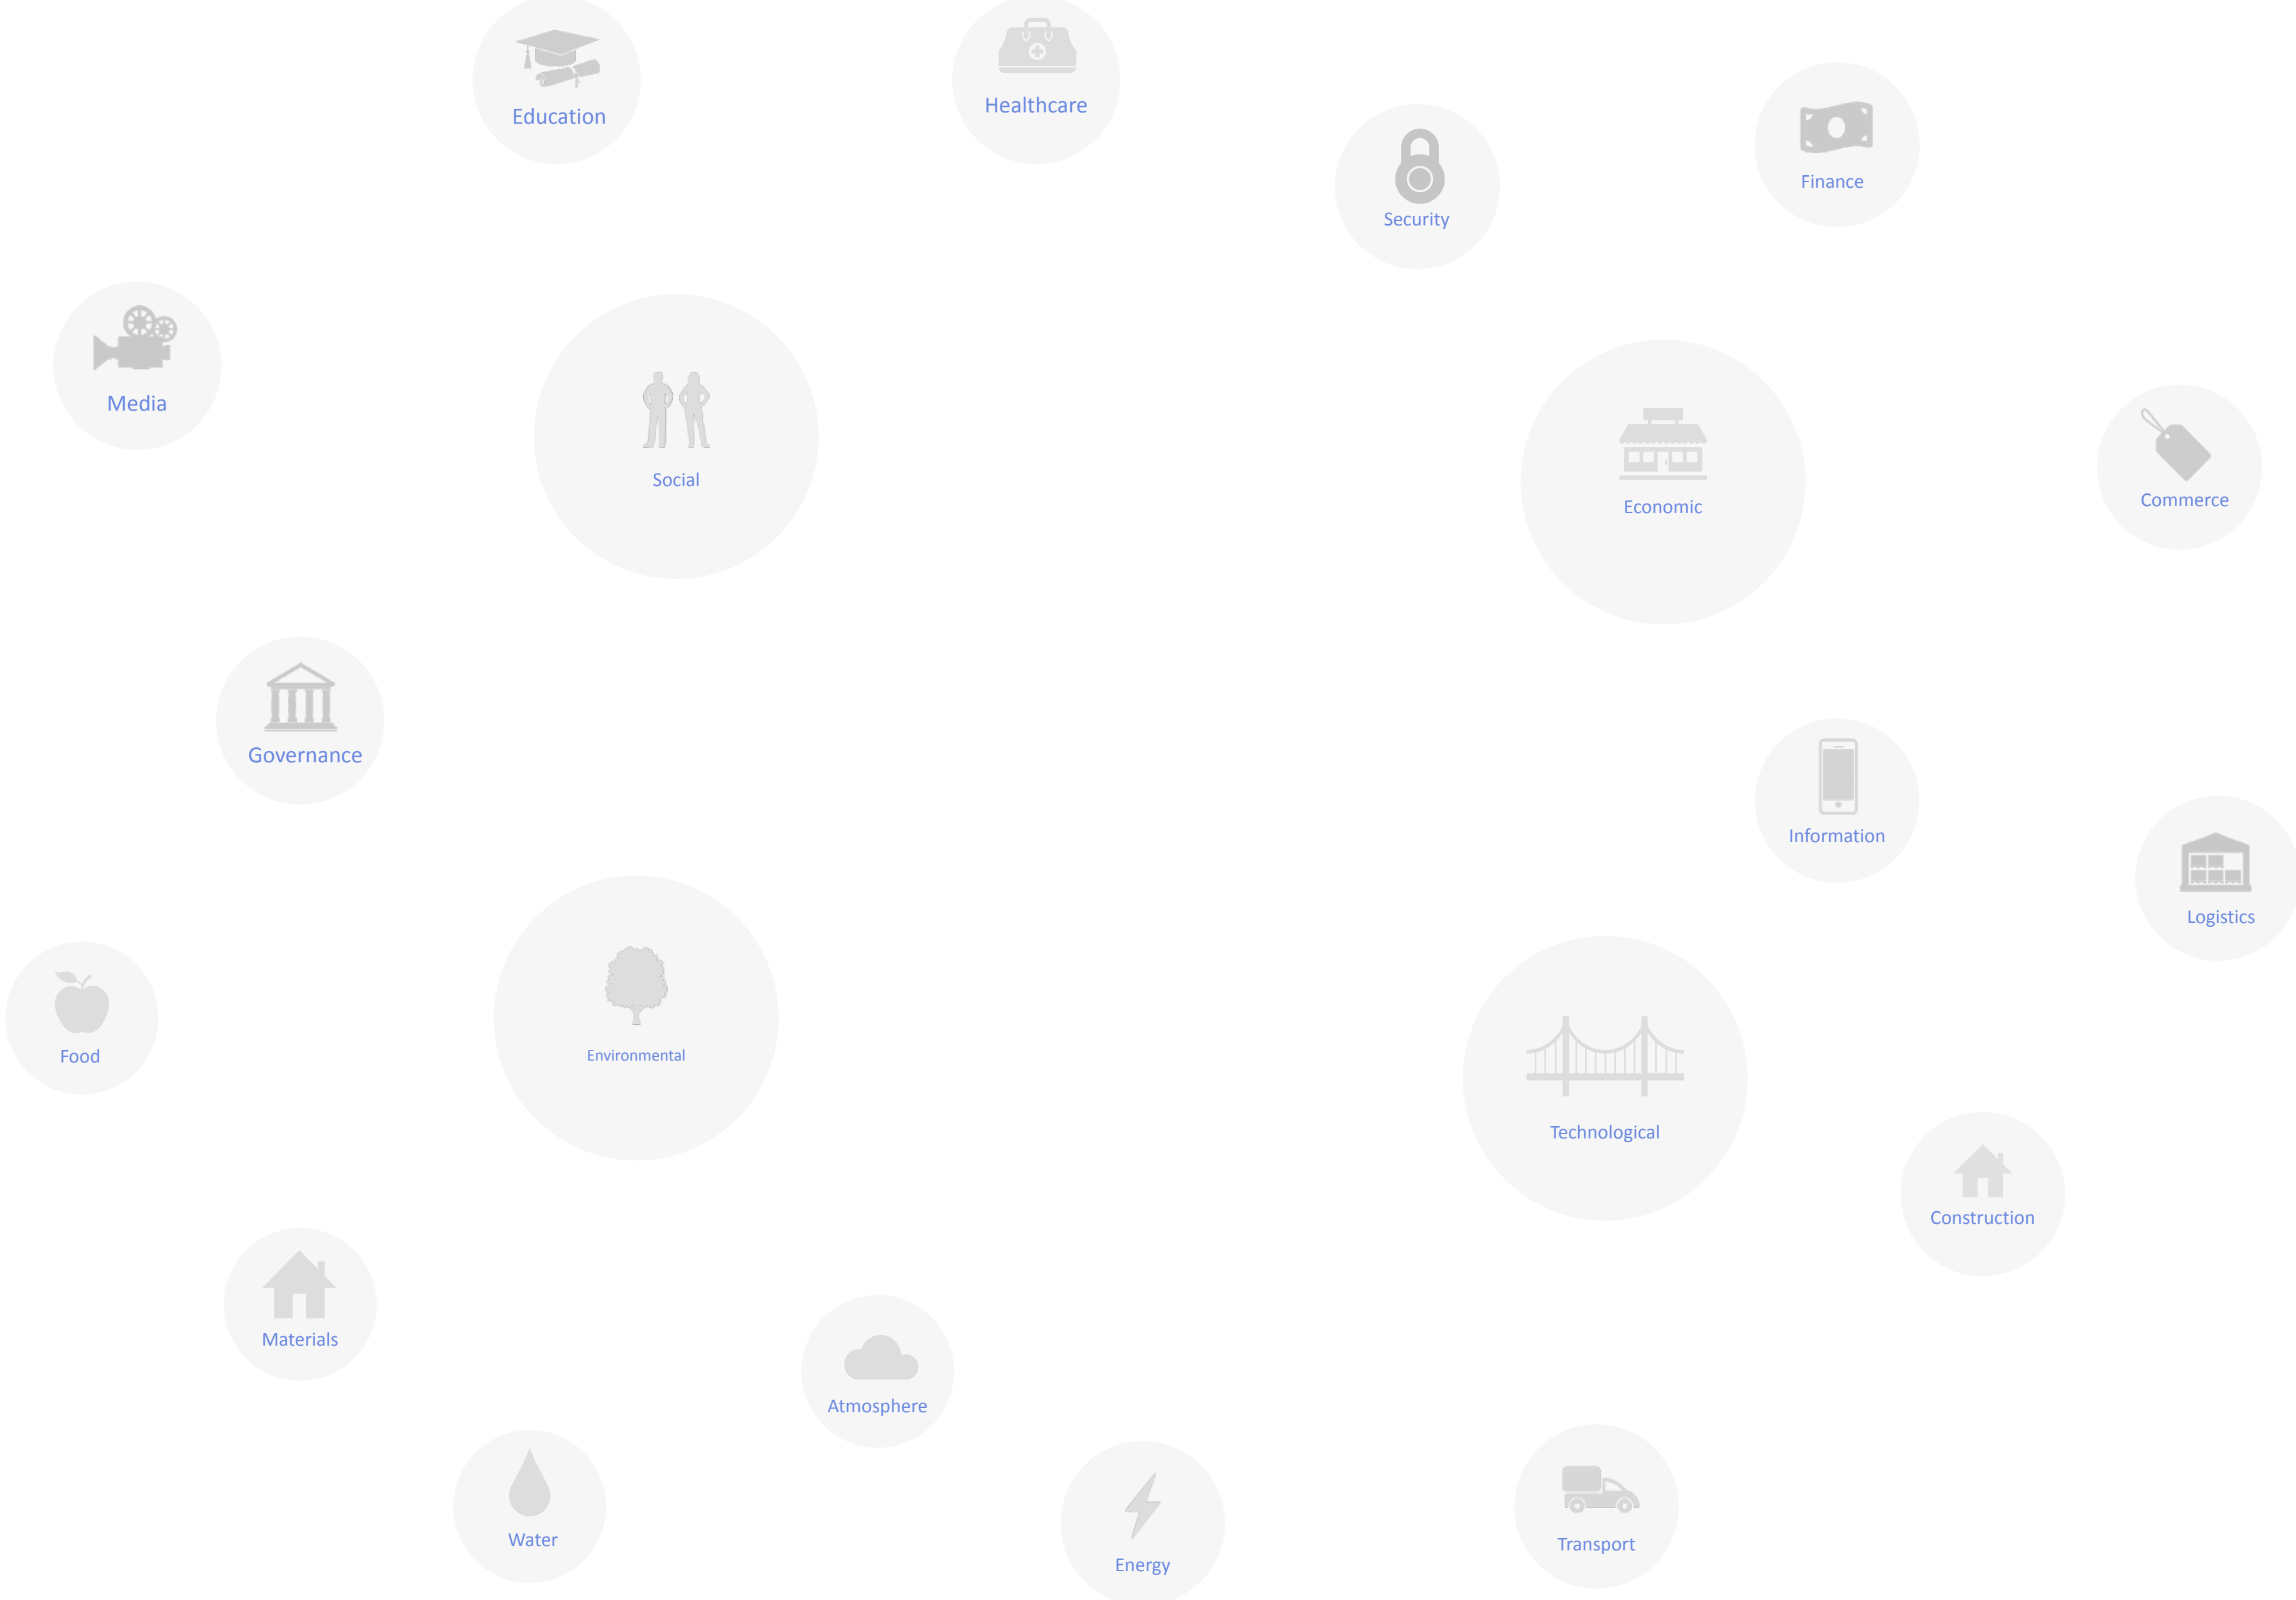 Education
Healthcare
Security
Finance
Media
Social
Economic
Commerce
Governance
Information
Logistics
Food
Environmental
Technological
Construction
Materials
Atmosphere
Water
Energy
Transport